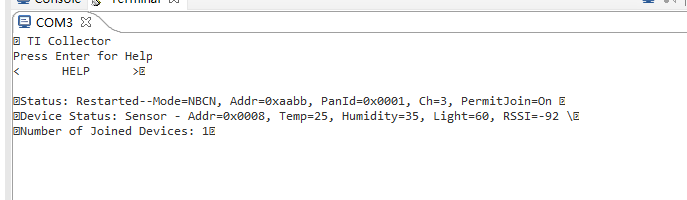 Console Terminal
COM3
TI Collector
Press Enter for Help
< HELP >
Status: Restarted--Mode=NBCN, Addr=0xaabb, PanId=0x0001, Ch=3, PermitJoin=On
Device Status: Sensor - Addr=0x0008, Temp=25, Humidity=35, Light=60, RSSI=-92 \
Number of Joined Devices: 1